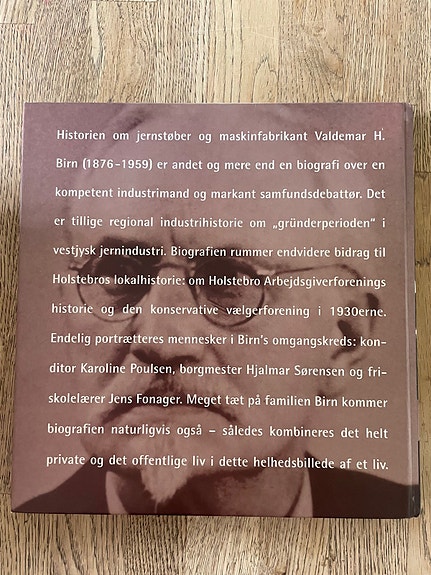 Historien om jernstøber og maskinfabrikant Valdemar H.
Birn (1876-1959) er andet og mere end en biografi over en
kompetent industrimand og markant samfundsdebattør. Det
er tillige regional industrihistorie om „gründerperioden" i
vestjysk jernindustri. Biografien rummer endvidere bidrag til
Holstebros lokalhistorie: om Holstebro Arbejdsgiverforenings
historie og den konservative vælgerforening i 1930erne.
Endelig portrætteres mennesker i Birn's omgangskreds: kon-
ditor Karoline Poulsen, borgmester Hjalmar Sørensen og fri-
skolelærer Jens Fonager. Meget tæt på familien Birn kommer
biografien naturligvis også – således kombineres det helt
private og det offentlige liv i dette helhedsbillede af et liv.